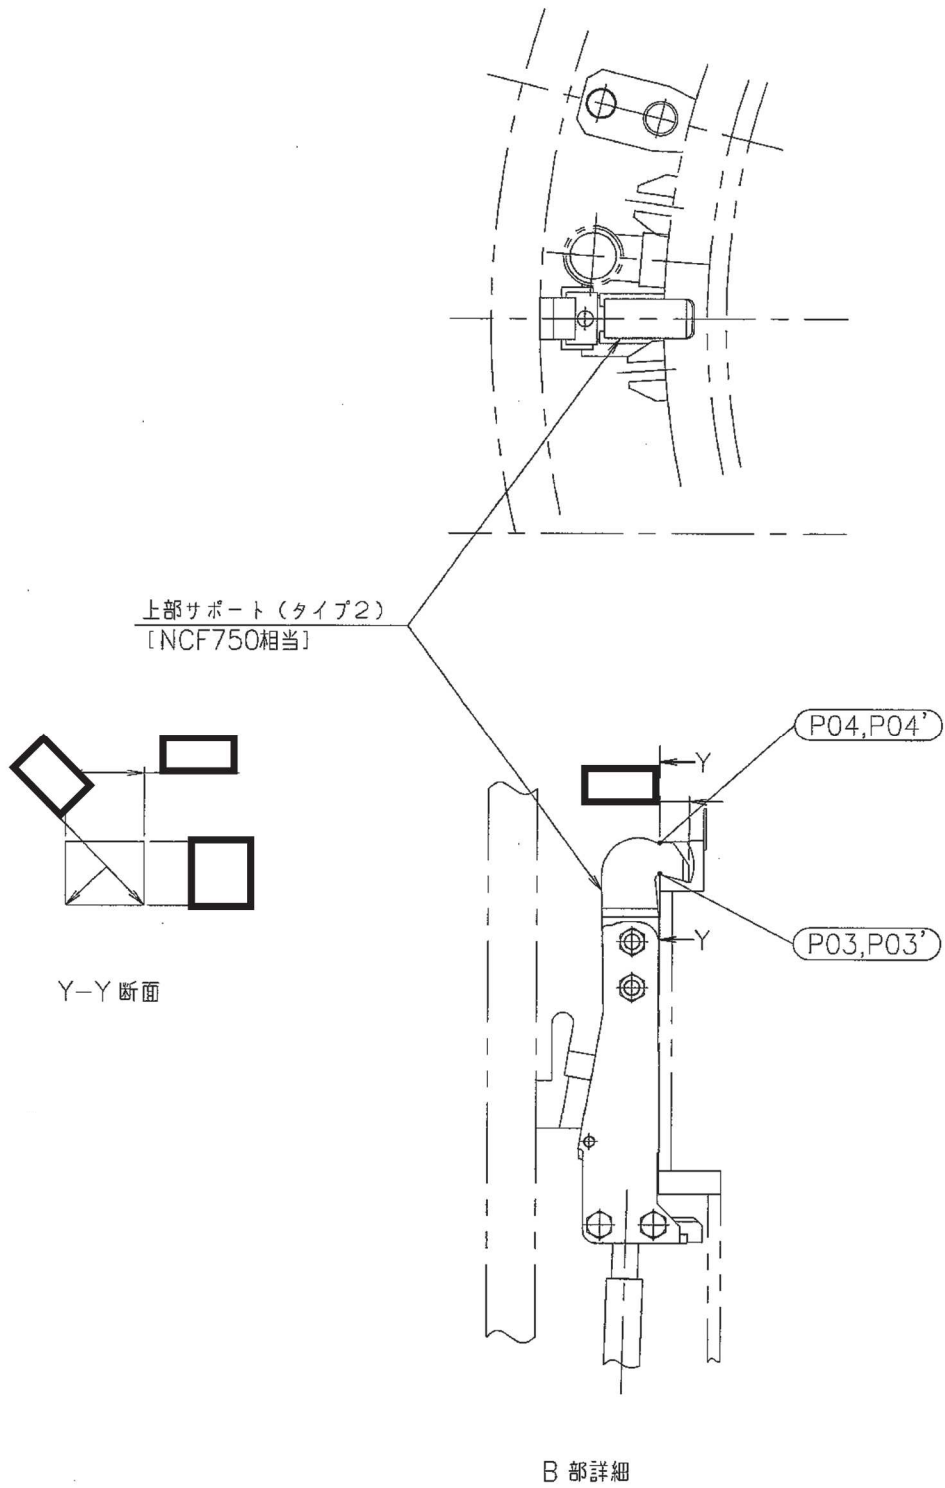 上部サポート(タイプ2)
[NCF750相当]
P04,P04'
Y
Y
P03,P03'
Y-Y 断面
B 部詳細